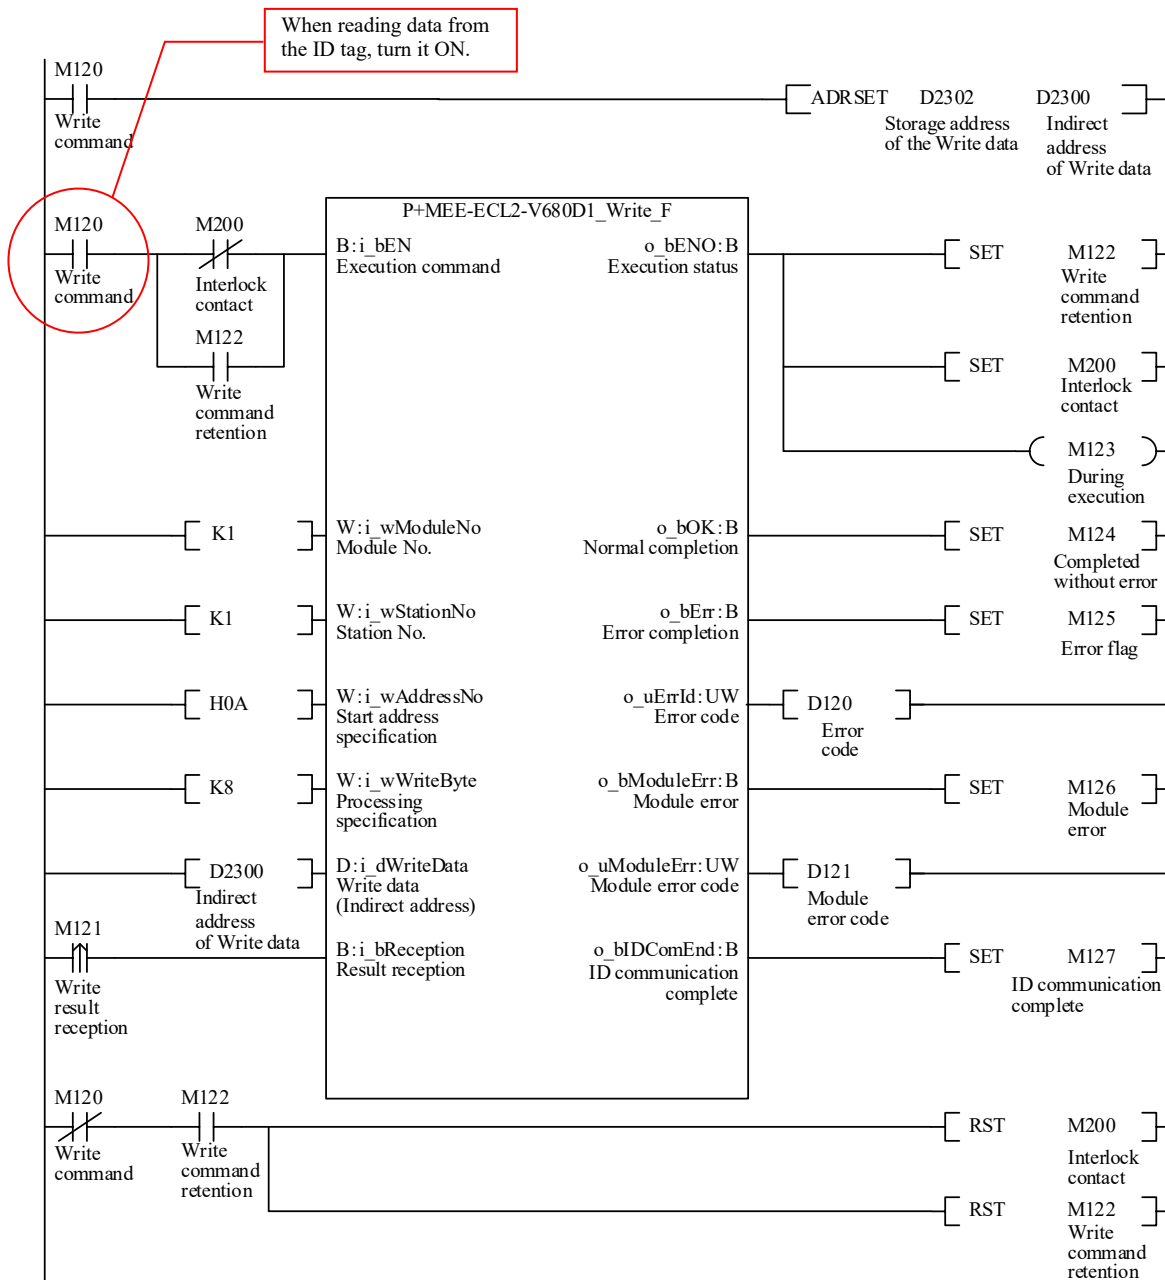 When reading data from
the ID tag, turn it ON.
M120
Write
command
ADRSET D2302 D2300
Storage address
of the Write data
Indirect
address
of Write data
P+MEE-ECL2-V680D1_Write_F
M120
Write
command
M200
Interlock
contact
M122
Write
command
retention
B:i_bEN
Execution command
o_bENO:B
Execution status
SET M122
Write
command
retention
SET M200
Interlock
contact
M123
During
execution
K1
W:i_wModuleNo
Module No.
o_bOK:B
Normal completion
SET M124
Completed
without error
K1
W:i_wStationNo
Station No.
o_bErr:B
Error completion
SET M125
Error flag
H0A
W:i_wAddressNo
Start address
specification
o_uErrId:UW
Error code
D120
Error
code
K8
W:i_wWriteByte
Processing
specification
o_bModuleErr:B
Module error
SET M126
Module
error
D2300
Indirect
address
of Write data
D:i_dWriteData
Write data
(Indirect address)
o_uModuleErr:UW
Module error code
D121
Module
error code
M121
Write
result
reception
B:i_bReception
Result reception
o_bIDComEnd:B
ID communication
complete
SET M127
ID communication
complete
M120
Write
command
M122
Write
command
retention
RST M200
Interlock
contact
RST M122
Write
command
retention